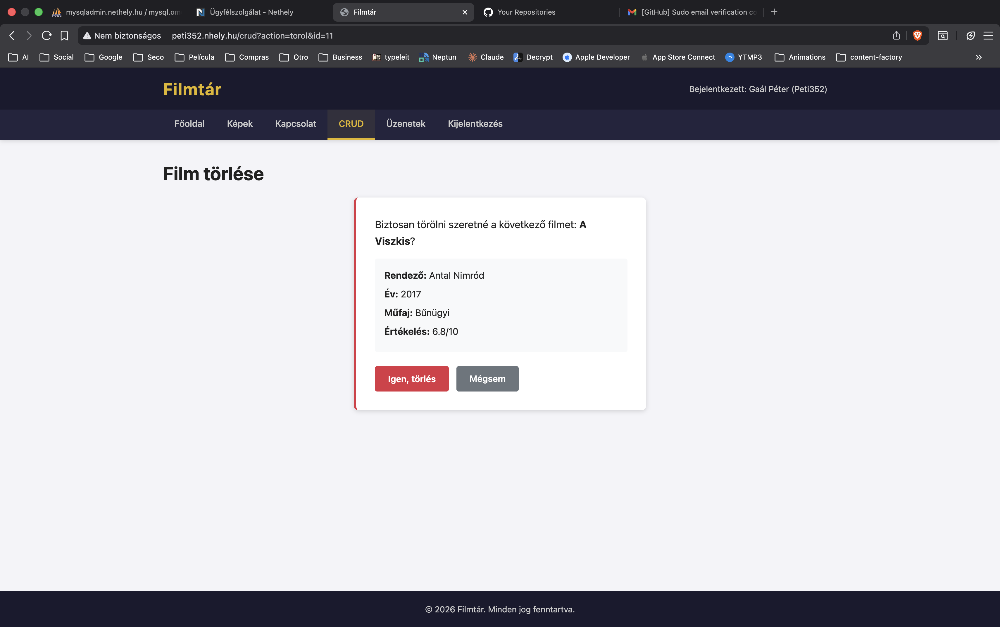 mysqladmin.nethely.hu / mysql.om
Ügyfélszolgálat - Nethely
Filmtár
Your Repositories
[GitHub] Sudo email verification co
Nem biztonságos peti352.nhely.hu/crud?action=torol&id=11
AI Social Google Seco Película Compras Otro Business typeleit Neptun Claude Decrypt Apple Developer App Store Connect YTMP3 Animations content-factory
Filmtár
Bejelentkezett: Gaál Péter (Peti352)
Főoldal Képek Kapcsolat CRUD Üzenetek Kijelentkezés
Film törlése
Biztosan törölni szeretné a következő filmet: A
Viszkis?
Rendező: Antal Nimród
Év: 2017
Műfaj: Bűnügyi
Értékelés: 6.8/10
Igen, törlés Mégsem
© 2026 Filmtár. Minden jog fenntartva.